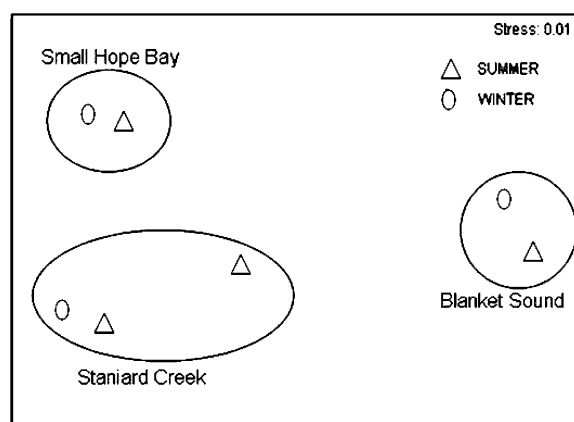 Stress: 0.01
Small Hope Bay
SUMMER
WINTER
Blanket Sound
Staniard Creek